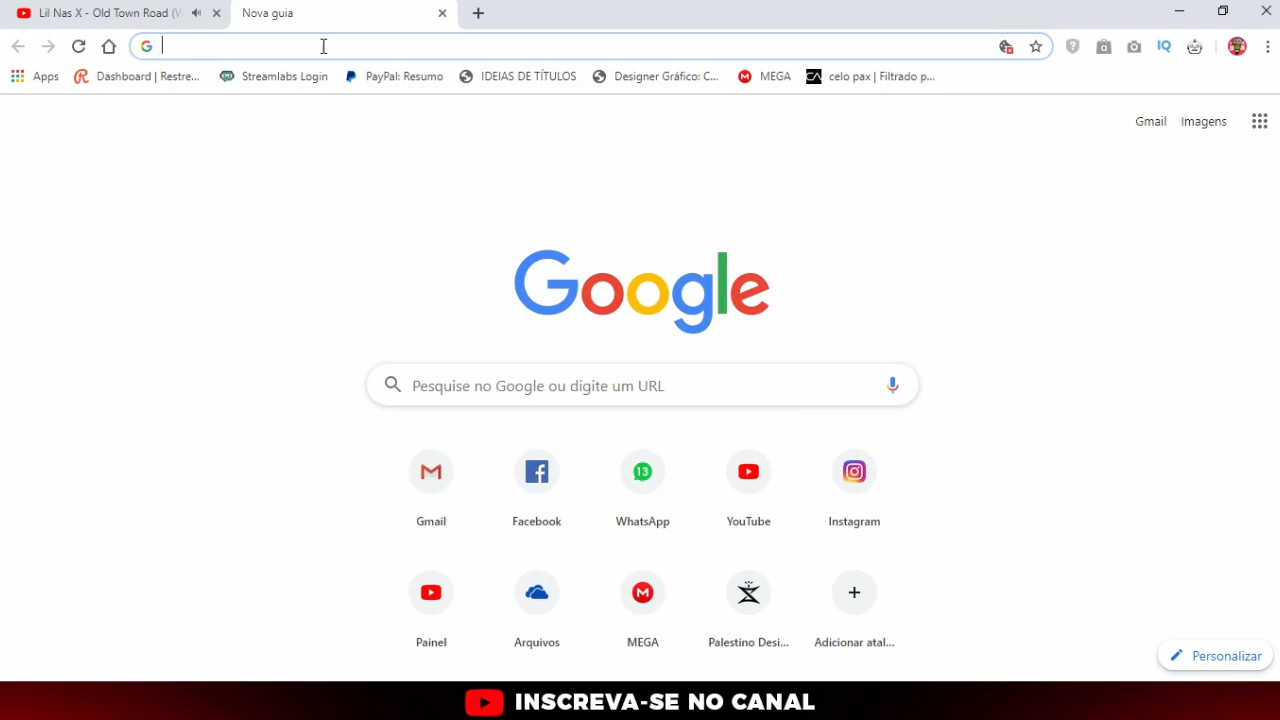 Lil Nas X - Old Town Road (
Nova guia
Apps
Dashboard | Restre...
Streamlabs Login
PayPal: Resumo
IDEIAS DE TÍTULOS
Designer Gráfico: C...
MEGA
celo pax | Filtrado p...
Gmail
Imagens
Google
Pesquise no Google ou digite um URL
13
Gmail
Facebook
WhatsApp
YouTube
Instagram
Painel
Arquivos
MEGA
Palestino Desi...
Adicionar atal...
Personalizar
INSCREVA-SE NO CANAL